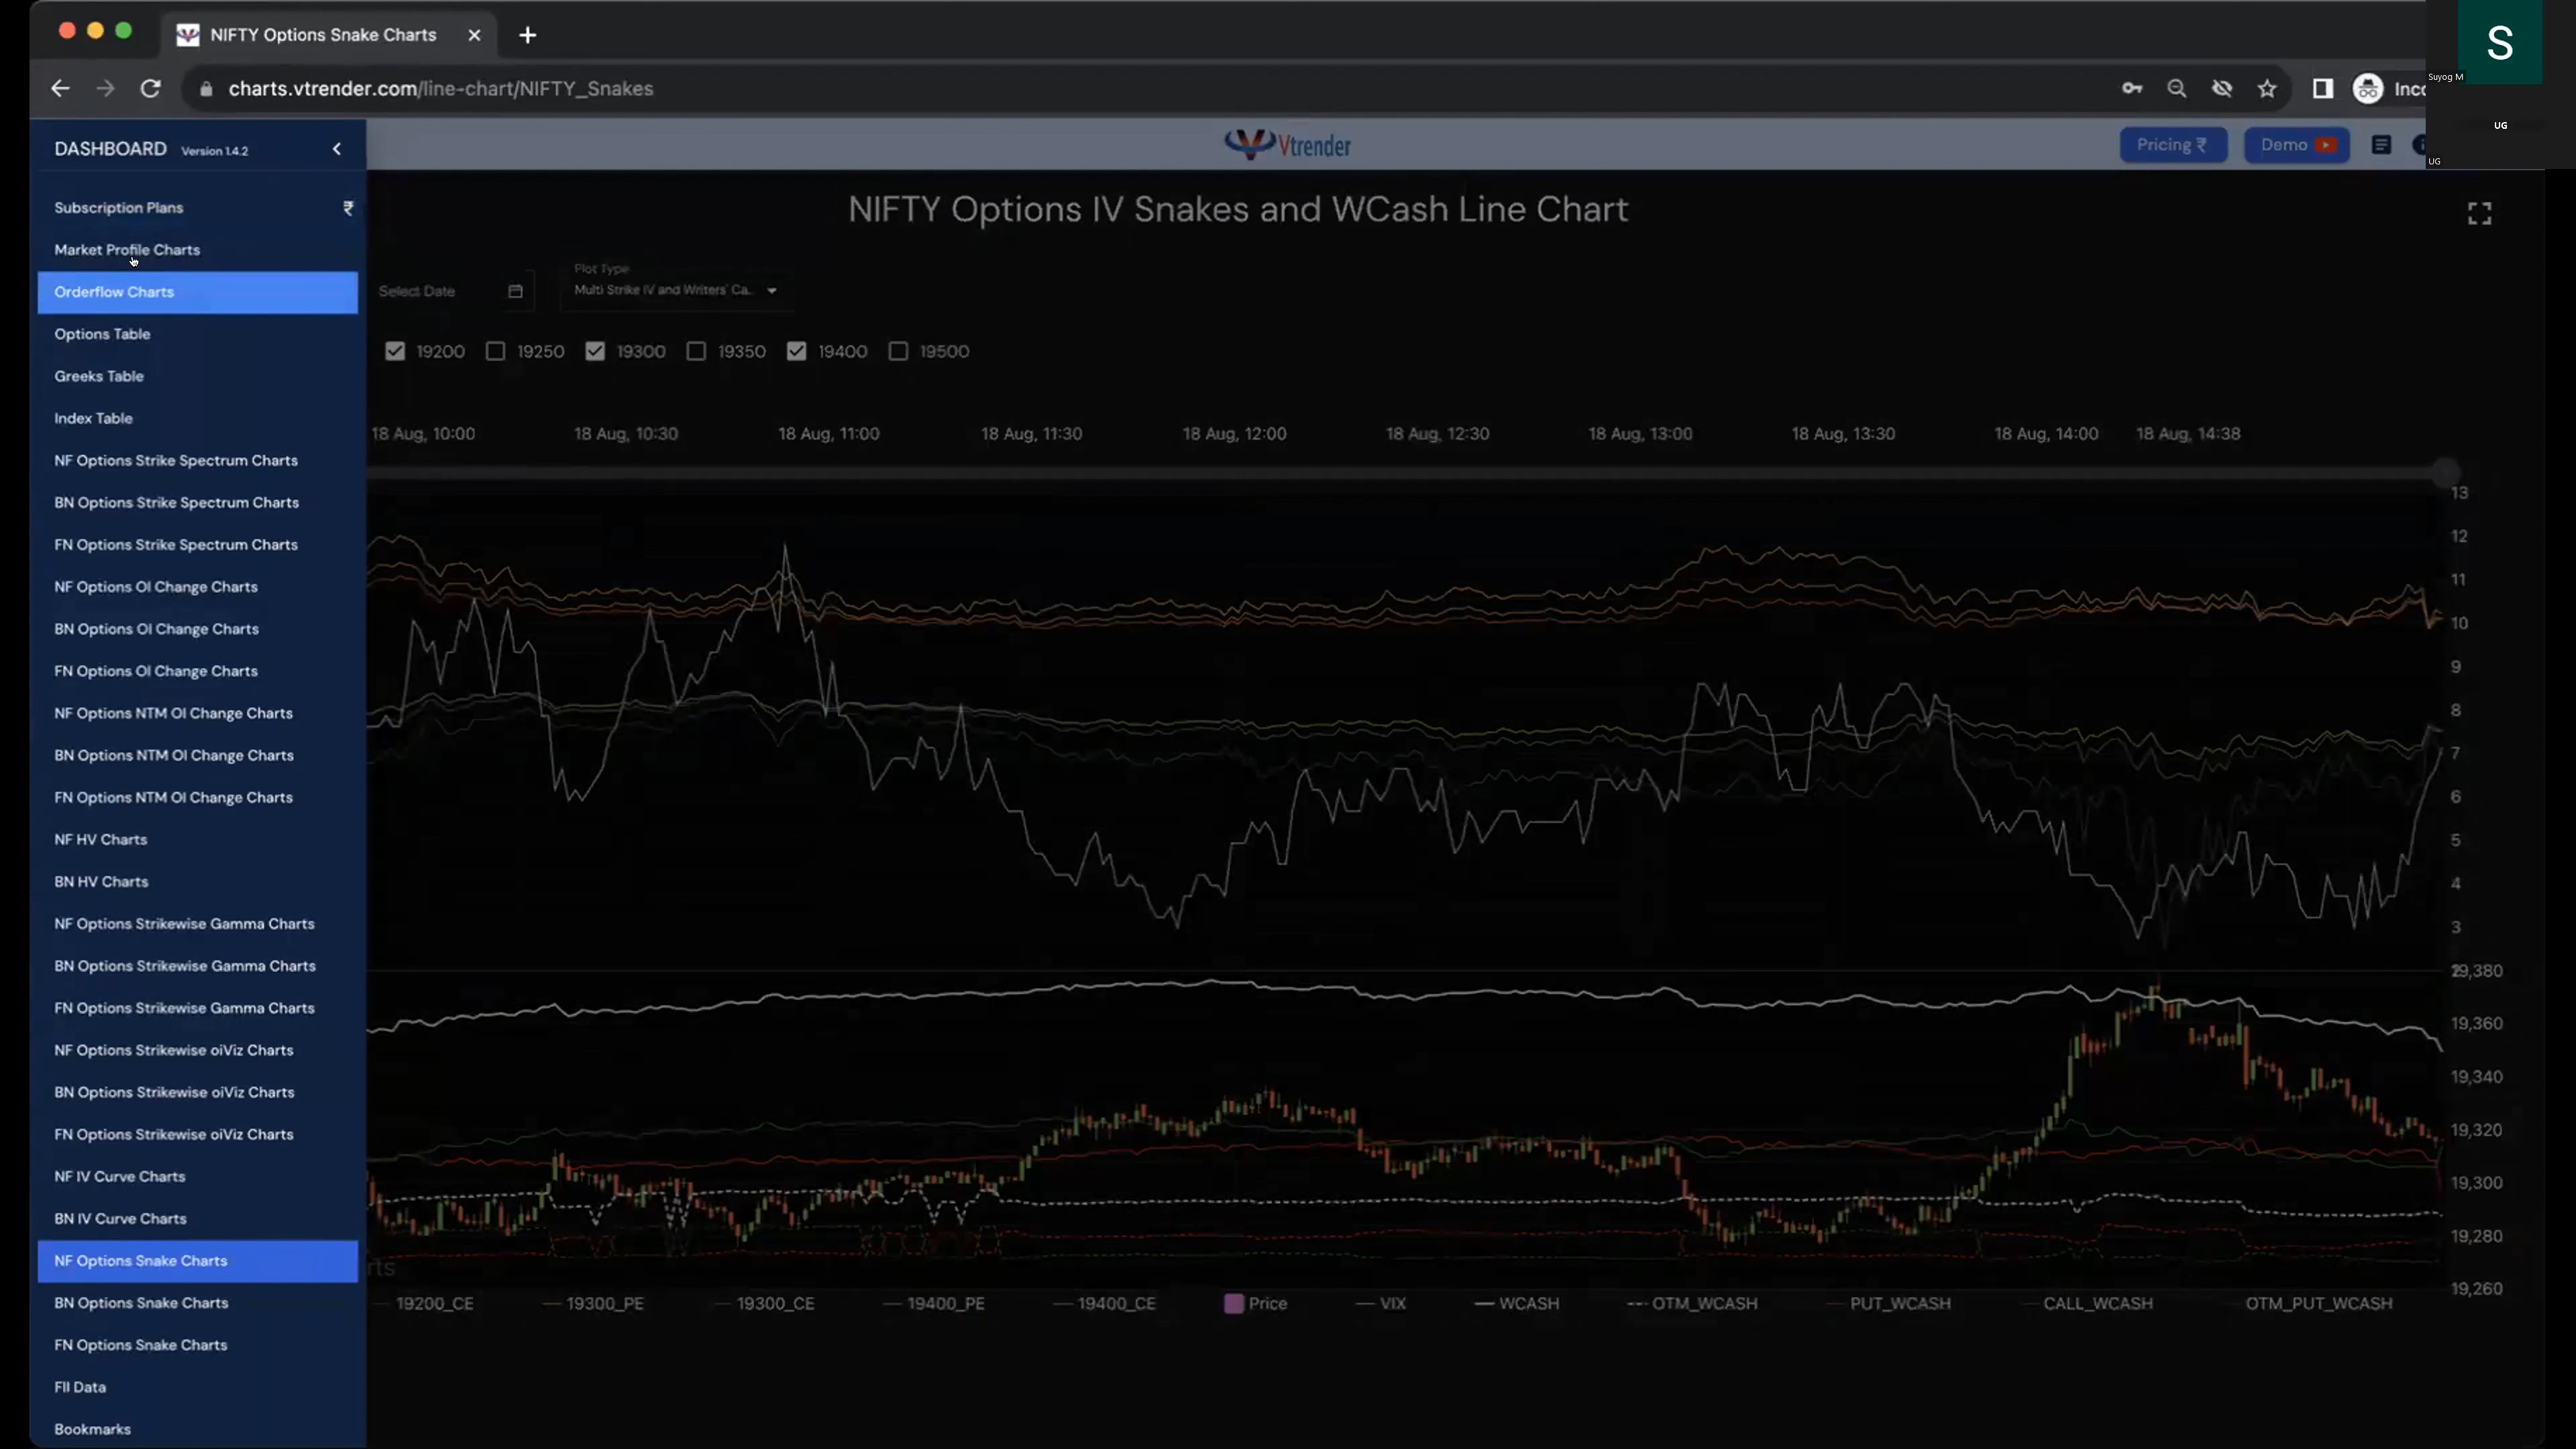 NIFTY Options Snake Charts
S
Suyog M
charts.vtrender.com/line-chart/NIFTY_Snakes
UG
UG
DASHBOARD Version 1.4.2
Vtrender
Pricing ₹
Demo
Subscription Plans ₹
Market Profile Charts
Orderflow Charts
Options Table
Greeks Table
Index Table
NF Options Strike Spectrum Charts
BN Options Strike Spectrum Charts
FN Options Strike Spectrum Charts
NF Options OI Change Charts
BN Options OI Change Charts
FN Options OI Change Charts
NF Options NTM OI Change Charts
BN Options NTM OI Change Charts
FN Options NTM OI Change Charts
NF HV Charts
BN HV Charts
NF Options Strikewise Gamma Charts
BN Options Strikewise Gamma Charts
FN Options Strikewise Gamma Charts
NF Options Strikewise oiViz Charts
BN Options Strikewise oiViz Charts
FN Options Strikewise oiViz Charts
NF IV Curve Charts
BN IV Curve Charts
NF Options Snake Charts
BN Options Snake Charts
FN Options Snake Charts
FII Data
Bookmarks
NIFTY Options IV Snakes and WCash Line Chart
Select Date
Plot Type
Multi Strike IV and Writers' Ca...
19200 19250 19300 19350 19400 19500
18 Aug, 10:00 18 Aug, 10:30 18 Aug, 11:00 18 Aug, 11:30 18 Aug, 12:00 18 Aug, 12:30 18 Aug, 13:00 18 Aug, 13:30 18 Aug, 14:00 18 Aug, 14:38
13
12
11
10
9
8
7
6
5
4
3
19,380
19,360
19,340
19,320
19,300
19,280
19,260
19200_CE 19300_PE 19300_CE 19400_PE 19400_CE Price VIX WCASH OTM_WCASH PUT_WCASH CALL_WCASH OTM_PUT_WCASH